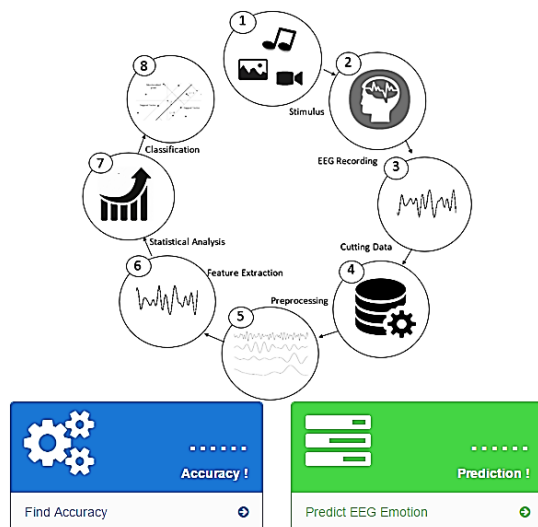 1
Stimulus
2
EEG Recording
3
Cutting Data
4
Preprocessing
5
Feature Extraction
6
Statistical Analysis
7
Classification
8
Accuracy !
Find Accuracy
Prediction !
Predict EEG Emotion